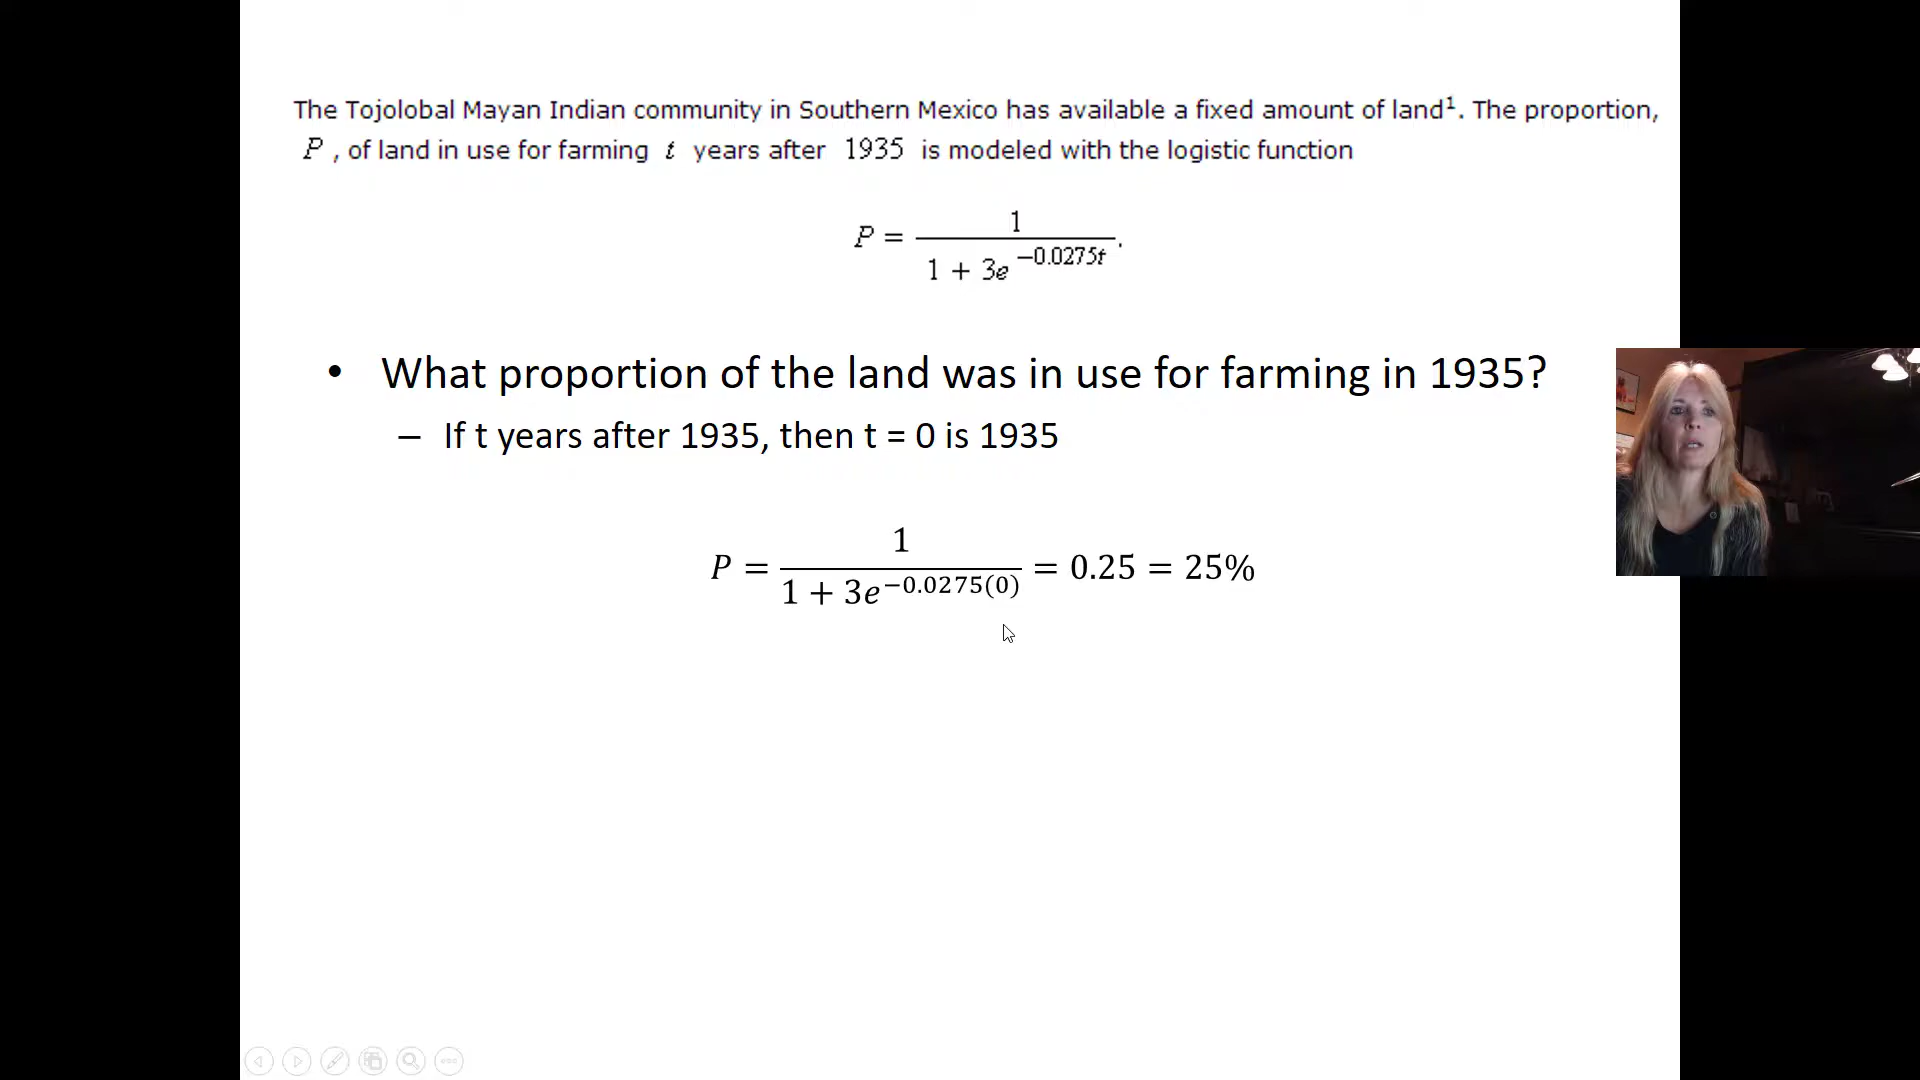 The Tojolobal Mayan Indian community in Southern Mexico has available a fixed amount of land¹. The proportion,
P , of land in use for farming t years after 1935 is modeled with the logistic function
P = 1 / (1 + 3e^(−0.0275t)).
• What proportion of the land was in use for farming in 1935?
– If t years after 1935, then t = 0 is 1935
P = 1 / (1 + 3e^(−0.0275(0))) = 0.25 = 25%